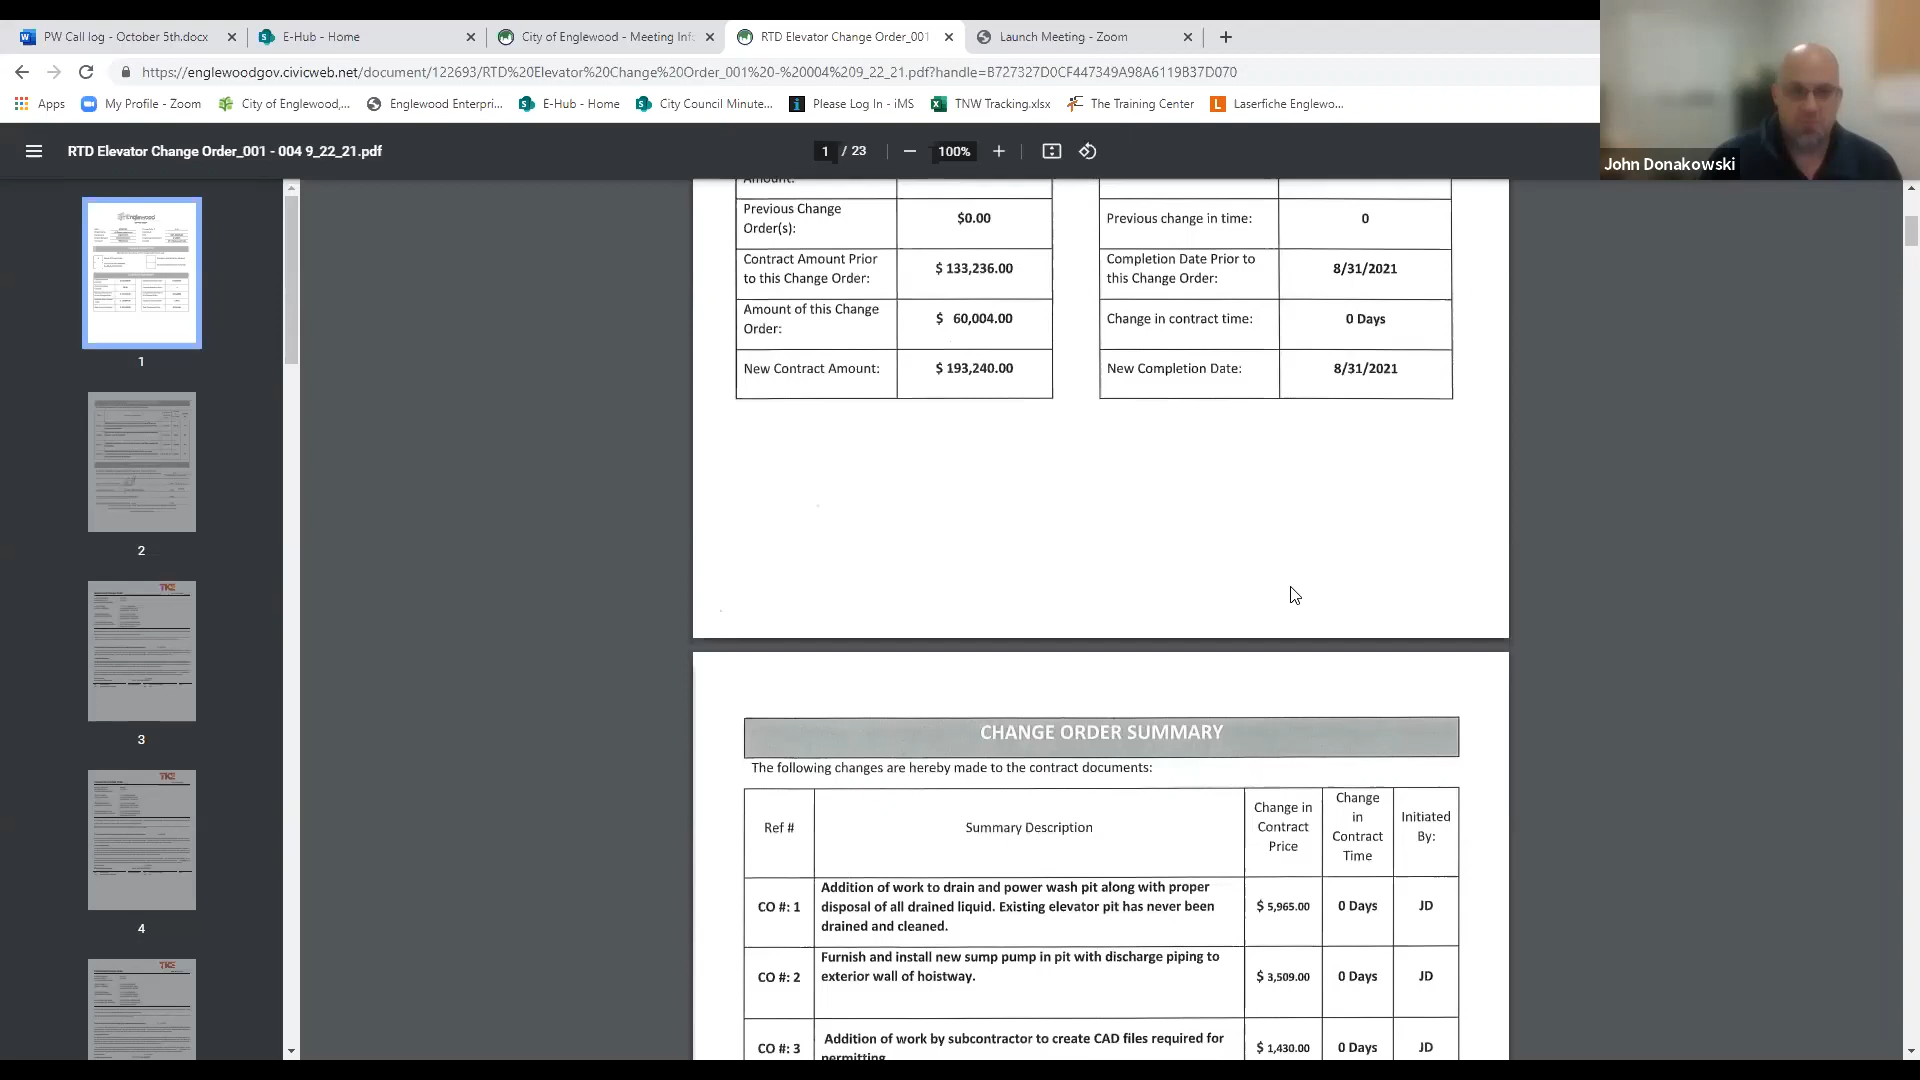 PW Call log - October 5th.docx
E-Hub - Home
City of Englewood - Meeting Inf
RTD Elevator Change Order_001
Launch Meeting - Zoom
https://englewoodgov.civicweb.net/document/122693/RTD%20Elevator%20Change%20Order_001%20-%20004%209_22_21.pdf?handle=B727327D0CF447349A98A6119B37D070
Apps
My Profile - Zoom
City of Englewood,...
Englewood Enterpri...
E-Hub - Home
City Council Minute...
Please Log In - iMS
TNW Tracking.xlsx
The Training Center
Laserfiche Englewo...
John Donakowski
RTD Elevator Change Order_001 - 004 9_22_21.pdf
1 / 23
100%
Englewood
1
2
TKE
3
TKE
4
TKE
Amount:
Previous Change
Order(s):
$0.00
Contract Amount Prior
to this Change Order:
$ 133,236.00
Amount of this Change
Order:
$ 60,004.00
New Contract Amount:
$ 193,240.00
Previous change in time:
0
Completion Date Prior to
this Change Order:
8/31/2021
Change in contract time:
0 Days
New Completion Date:
8/31/2021
CHANGE ORDER SUMMARY
The following changes are hereby made to the contract documents:
Ref #
Summary Description
Change in
Contract
Price
Change
in
Contract
Time
Initiated
By:
CO #: 1
Addition of work to drain and power wash pit along with proper
disposal of all drained liquid. Existing elevator pit has never been
drained and cleaned.
$ 5,965.00
0 Days
JD
CO #: 2
Furnish and install new sump pump in pit with discharge piping to
exterior wall of hoistway.
$ 3,509.00
0 Days
JD
CO #: 3
Addition of work by subcontractor to create CAD files required for
permitting
$ 1,430.00
0 Days
JD